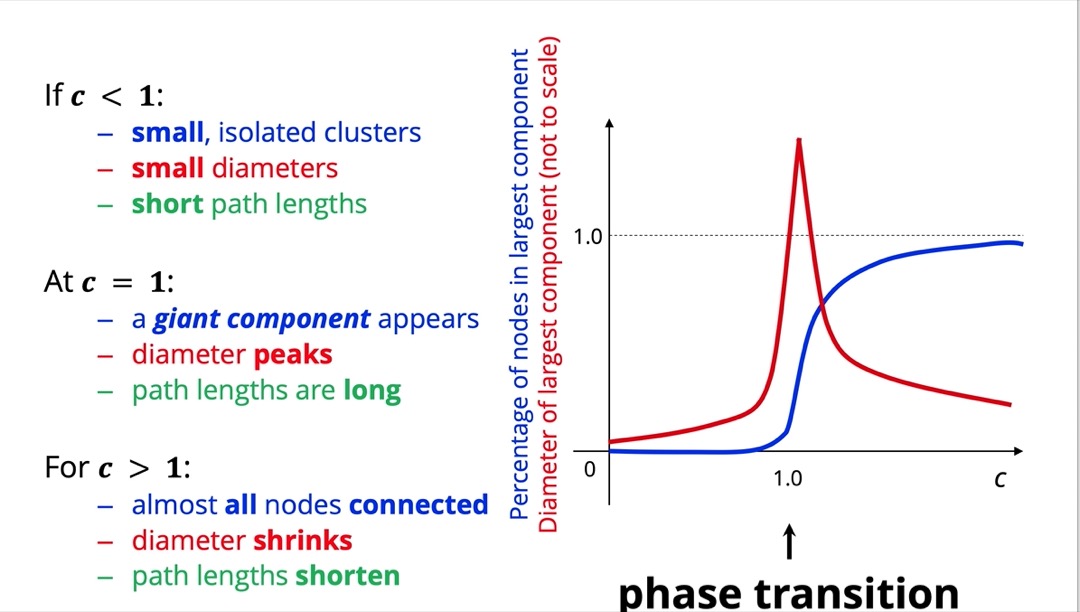 If c < 1:
– small, isolated clusters
– small diameters
– short path lengths
At c = 1:
– a giant component appears
– diameter peaks
– path lengths are long
For c > 1:
– almost all nodes connected
– diameter shrinks
– path lengths shorten
Percentage of nodes in largest component
Diameter of largest component (not to scale)
1.0
0
1.0
c
phase transition